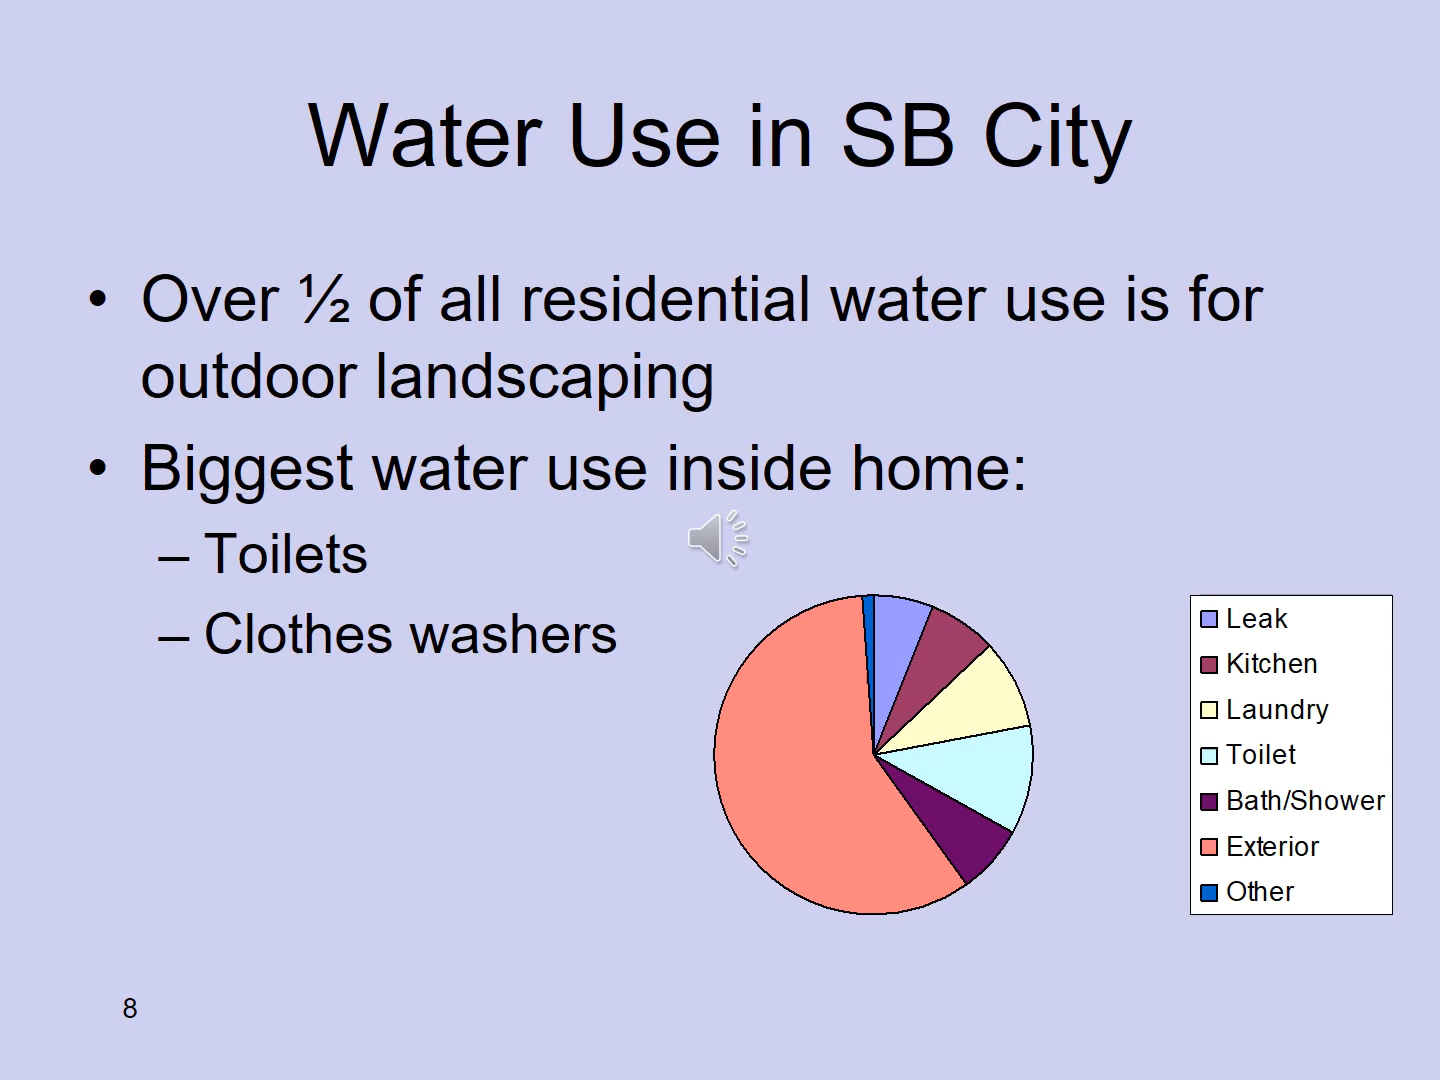 Water Use in SB City
• Over ½ of all residential water use is for
outdoor landscaping
• Biggest water use inside home:
– Toilets
– Clothes washers
Leak
Kitchen
Laundry
Toilet
Bath/Shower
Exterior
Other
8